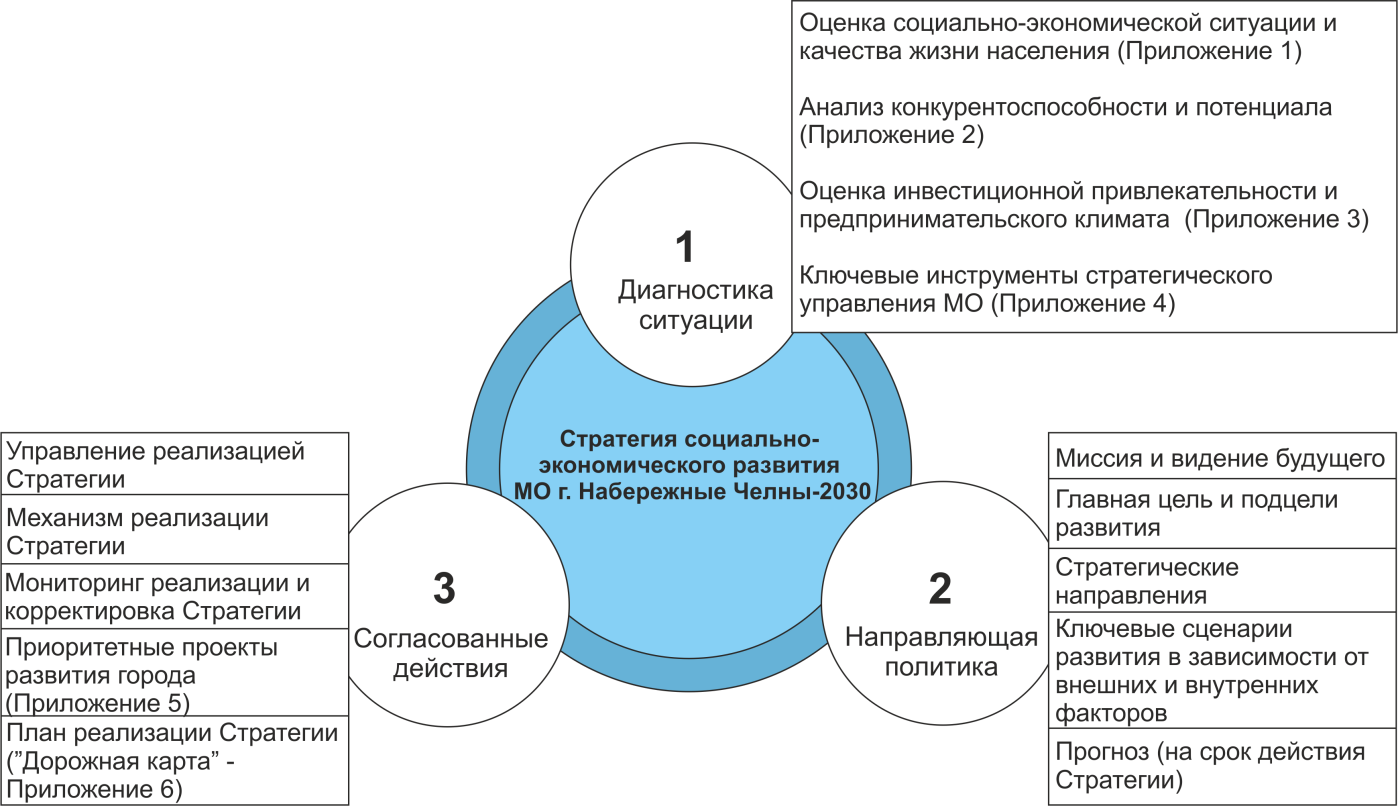 Оценка социально-экономической ситуации и
качества жизни населения (Приложение 1)
Анализ конкурентоспособности и потенциала
(Приложение 2)
Оценка инвестиционной привлекательности и
предпринимательского климата (Приложение 3)
Ключевые инструменты стратегического
управления МО (Приложение 4)
1
Диагностика
ситуации
Стратегия социально-
экономического развития
МО г. Набережные Челны-2030
2
Направляющая
политика
Миссия и видение будущего
Главная цель и подцели
развития
Стратегические
направления
Ключевые сценарии
развития в зависимости от
внешних и внутренних
факторов
Прогноз (на срок действия
Стратегии)
3
Согласованные
действия
Управление реализацией
Стратегии
Механизм реализации
Стратегии
Мониторинг реализации и
корректировка Стратегии
Приоритетные проекты
развития города
(Приложение 5)
План реализации Стратегии
(”Дорожная карта” -
Приложение 6)